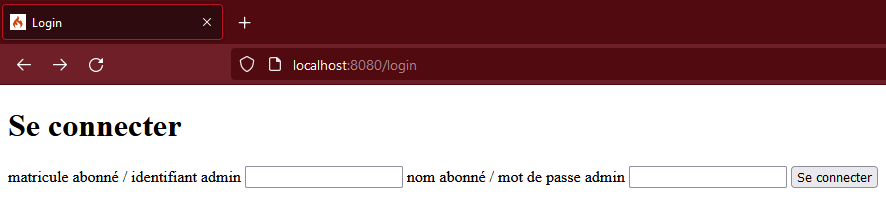 Login
localhost:8080/login
Se connecter
matricule abonné / identifiant admin nom abonné / mot de passe admin Se connecter